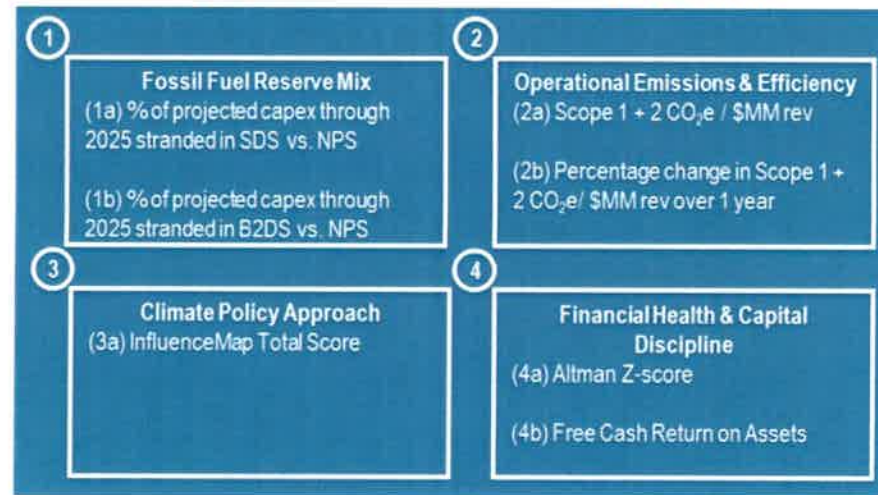 1
Fossil Fuel Reserve Mix
(1a) % of projected capex through
2025 stranded in SDS vs. NPS
(1b) % of projected capex through
2025 stranded in B2DS vs. NPS
2
Operational Emissions & Efficiency
(2a) Scope 1 + 2 CO₂e / $MM rev
(2b) Percentage change in Scope 1 +
2 CO₂e/ $MM rev over 1 year
3
Climate Policy Approach
(3a) InfluenceMap Total Score
4
Financial Health & Capital
Discipline
(4a) Altman Z-score
(4b) Free Cash Return on Assets